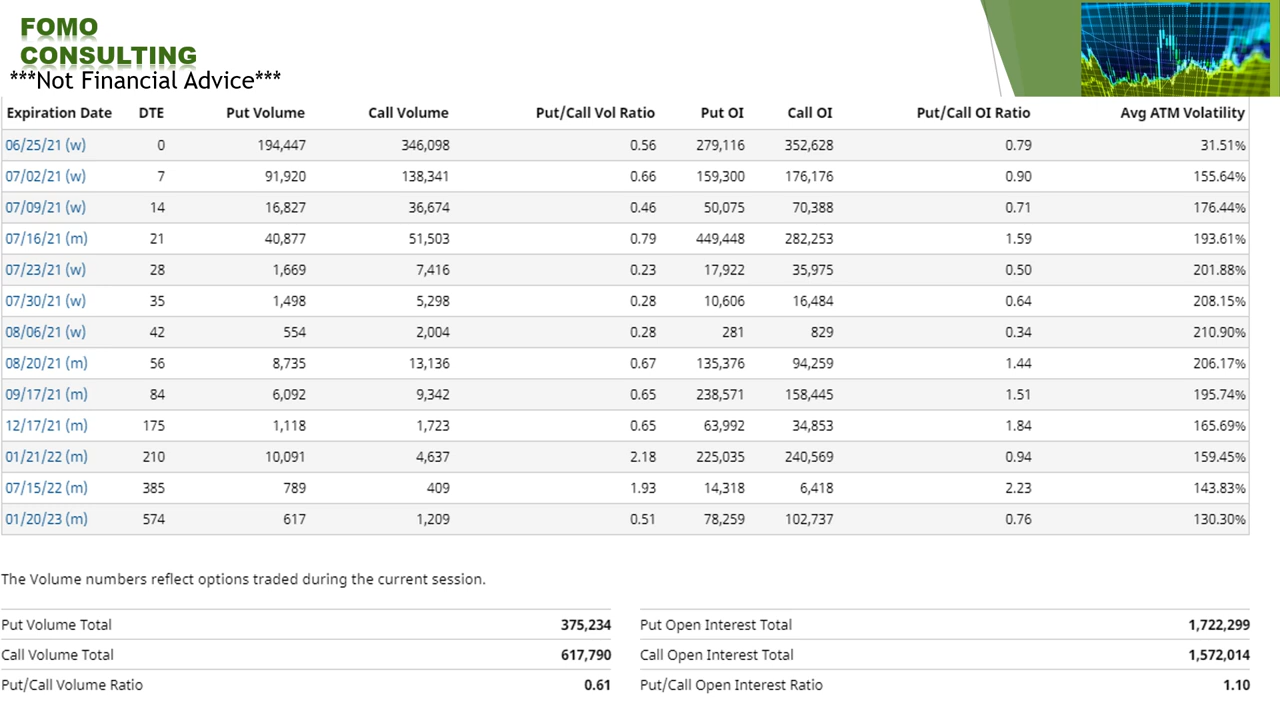 FOMO
CONSULTING
***Not Financial Advice***
Expiration Date DTE Put Volume Call Volume Put/Call Vol Ratio Put OI Call OI Put/Call OI Ratio Avg ATM Volatility
06/25/21 (w) 0 194,447 346,098 0.56 279,116 352,628 0.79 31.51%
07/02/21 (w) 7 91,920 138,341 0.66 159,300 176,176 0.90 155.64%
07/09/21 (w) 14 16,827 36,674 0.46 50,075 70,388 0.71 176.44%
07/16/21 (m) 21 40,877 51,503 0.79 449,448 282,253 1.59 193.61%
07/23/21 (w) 28 1,669 7,416 0.23 17,922 35,975 0.50 201.88%
07/30/21 (w) 35 1,498 5,298 0.28 10,606 16,484 0.64 208.15%
08/06/21 (w) 42 554 2,004 0.28 281 829 0.34 210.90%
08/20/21 (m) 56 8,735 13,136 0.67 135,376 94,259 1.44 206.17%
09/17/21 (m) 84 6,092 9,342 0.65 238,571 158,445 1.51 195.74%
12/17/21 (m) 175 1,118 1,723 0.65 63,992 34,853 1.84 165.69%
01/21/22 (m) 210 10,091 4,637 2.18 225,035 240,569 0.94 159.45%
07/15/22 (m) 385 789 409 1.93 14,318 6,418 2.23 143.83%
01/20/23 (m) 574 617 1,209 0.51 78,259 102,737 0.76 130.30%
The Volume numbers reflect options traded during the current session.
Put Volume Total 375,234 Put Open Interest Total 1,722,299
Call Volume Total 617,790 Call Open Interest Total 1,572,014
Put/Call Volume Ratio 0.61 Put/Call Open Interest Ratio 1.10